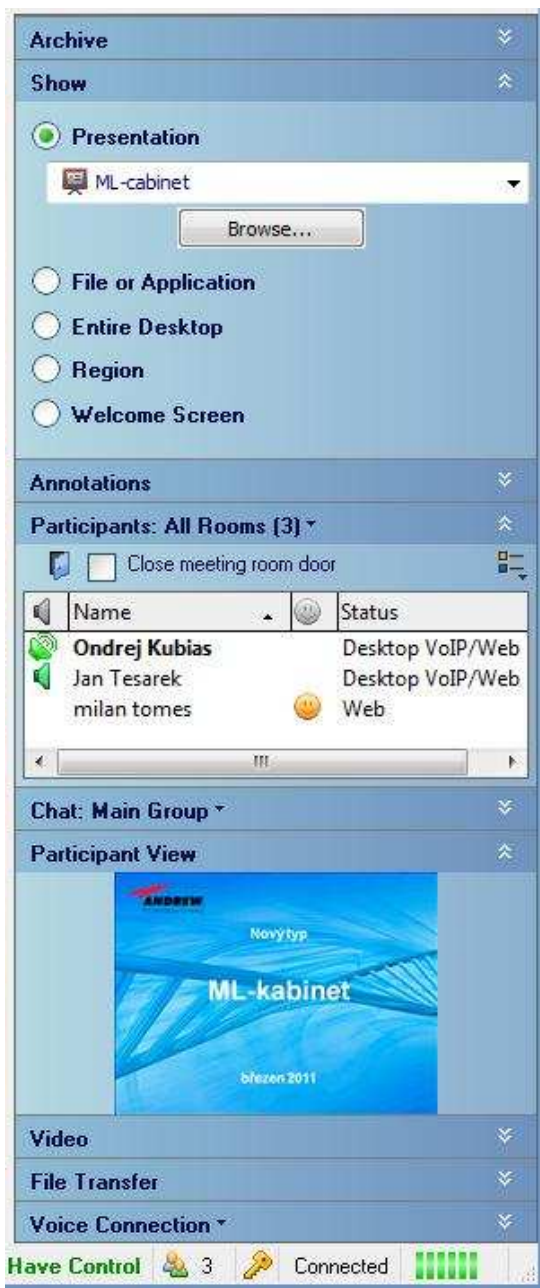 Archive
Show
Presentation
ML-cabinet
Browse...
File or Application
Entire Desktop
Region
Welcome Screen
Annotations
Participants: All Rooms (3)
Close meeting room door
Name Status
Ondrej Kubias Desktop VoIP/Web
Jan Tesarek Desktop VoIP/Web
milan tomes Web
Chat: Main Group
Participant View
ANDREW
Nový typ
ML-kabinet
březen 2011
Video
File Transfer
Voice Connection
Have Control 3 Connected